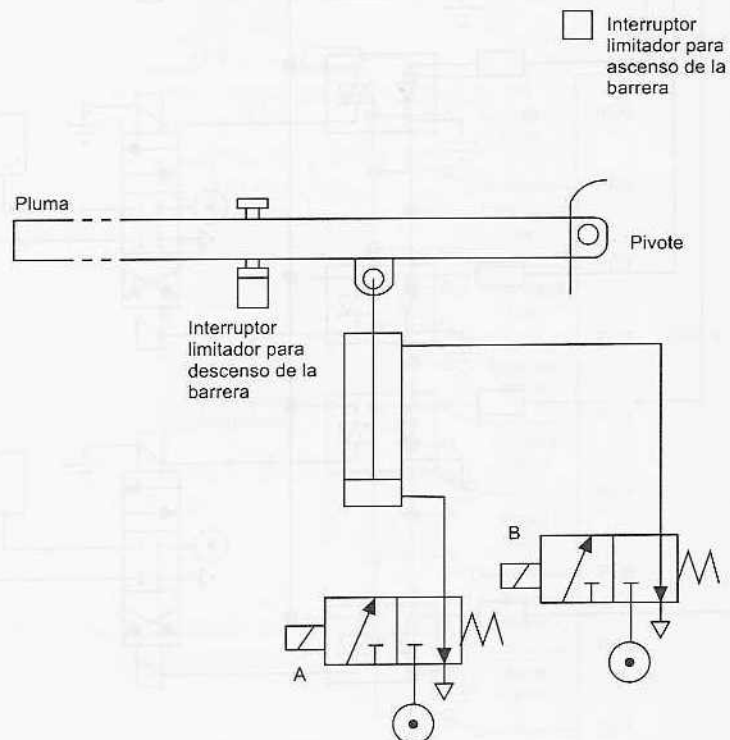 Interruptor
limitador para
ascenso de la
barrera
Pluma
Pivote
Interruptor
limitador para
descenso de la
barrera
B
A